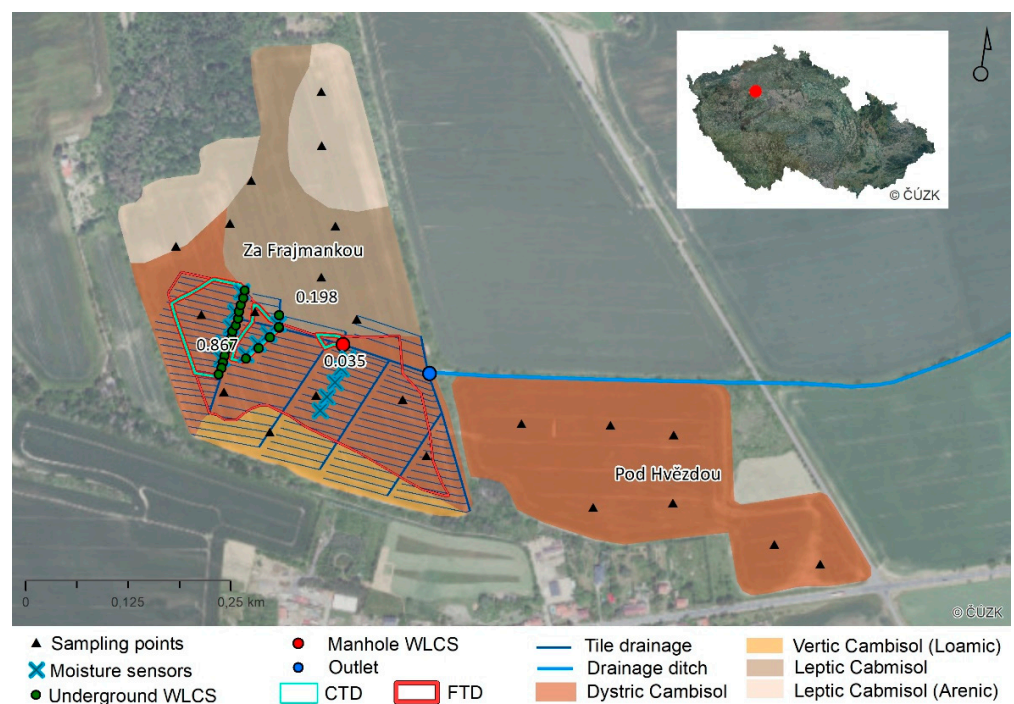 © ČÚZK
Za Frajmankou
0.198
0.867
0.035
Pod Hvězdou
0
0,125
0,25 km
© ČÚZK
Sampling points
Moisture sensors
Underground WLCS
Manhole WLCS
Outlet
CTD
FTD
Tile drainage
Drainage ditch
Dystric Cambisol
Vertic Cambisol (Loamic)
Leptic Cabmisol
Leptic Cabmisol (Arenic)